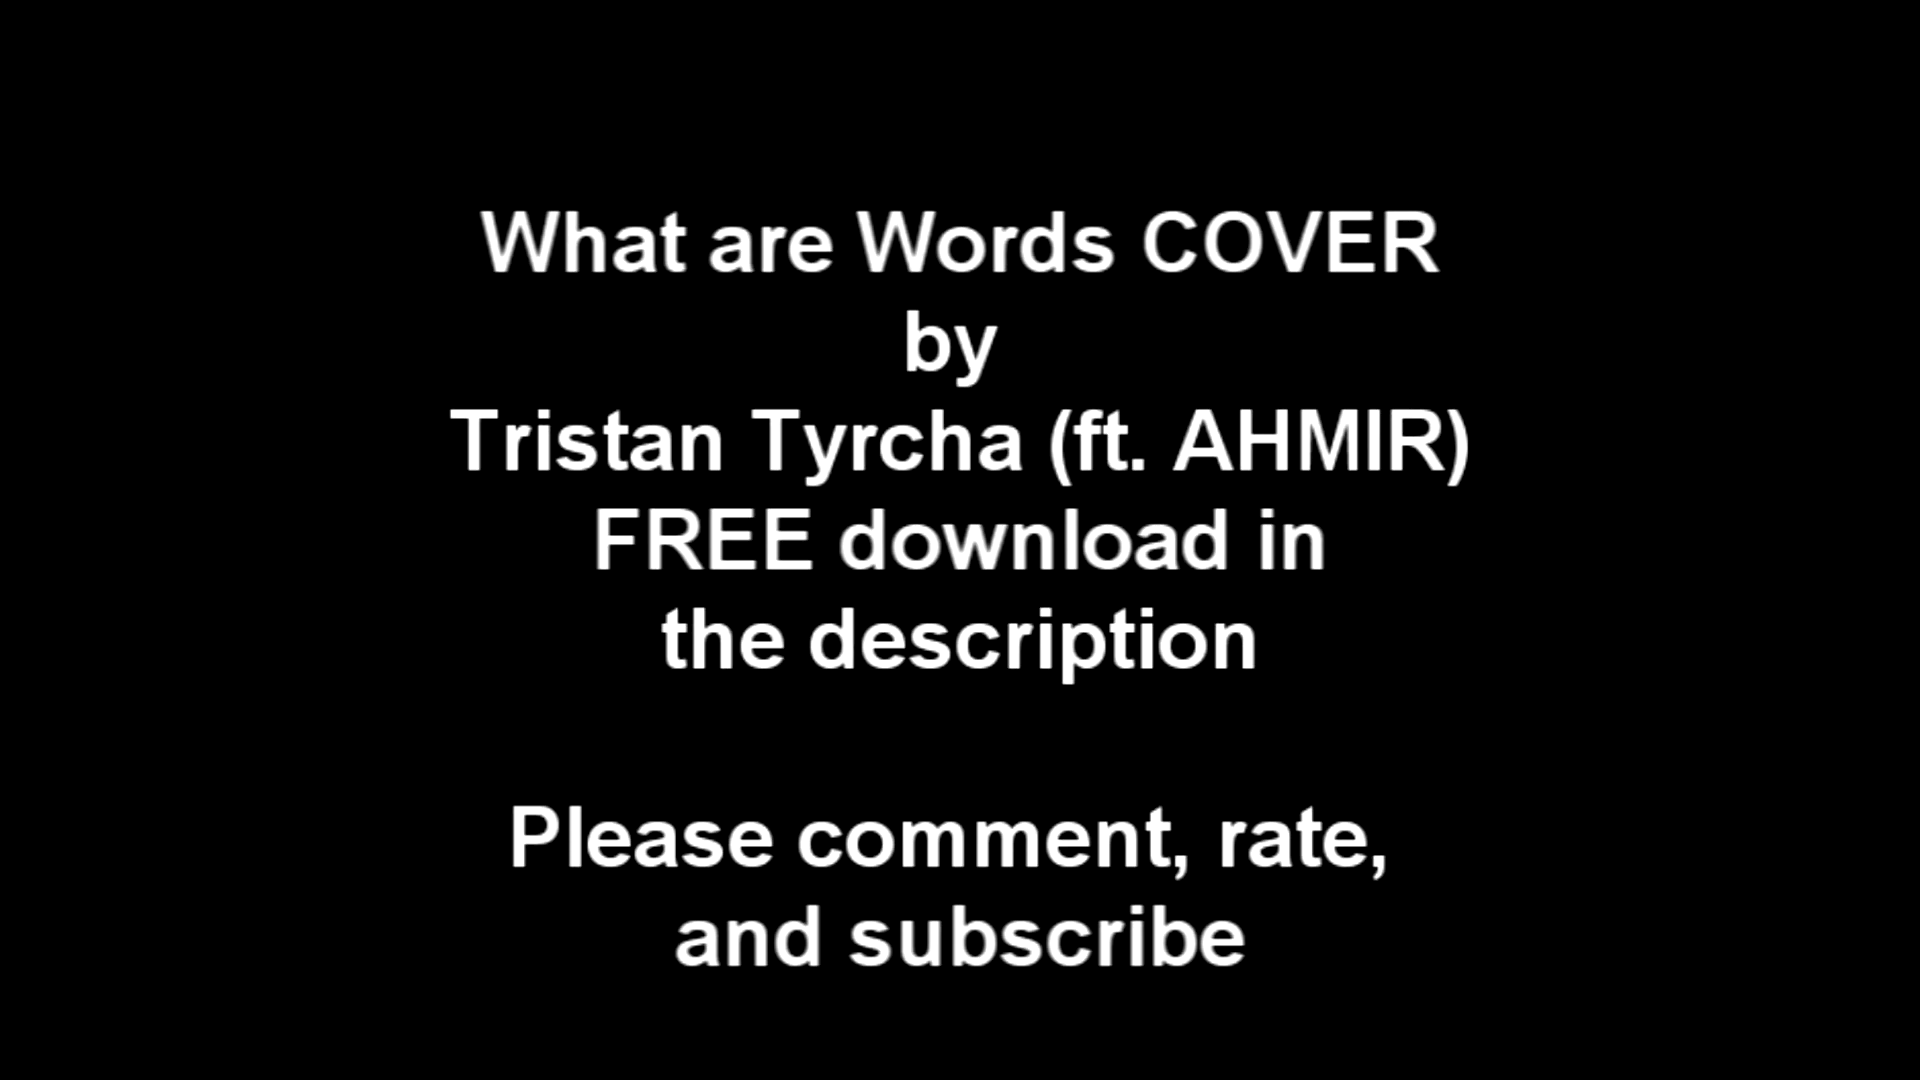 What are Words COVER
by
Tristan Tyrcha (ft. AHMIR)
FREE download in
the description
Please comment, rate,
and subscribe